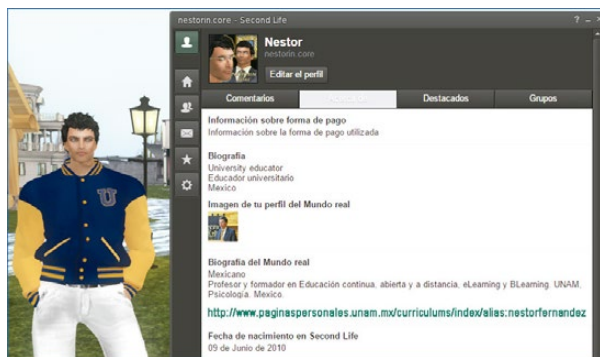 nestorin.core - Second Life
? – ×
Nestor
nestorin.core
Editar el perfil
Comentarios
Destacados
Grupos
Información sobre forma de pago
Información sobre la forma de pago utilizada
Biografía
University educator
Educador universitario
Mexico
Imagen de tu perfil del Mundo real
Biografía del Mundo real
Mexicano
Profesor y formador en Educación continua, abierta y a distancia, eLearning y BLearning. UNAM.
Psicología. Mexico.
http://www.paginaspersonales.unam.mx/curriculums/index/alias:nestorfernandez
Fecha de nacimiento en Second Life
09 de Junio de 2010
U